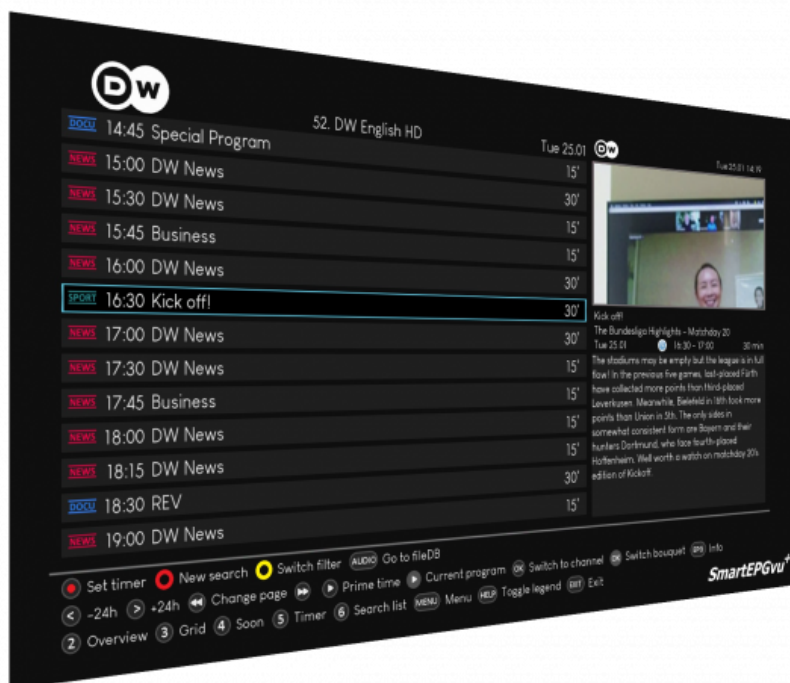 DW
52. DW English HD
Tue 25.01
DOCU 14:45 Special Program 15'
NEWS 15:00 DW News 30'
NEWS 15:30 DW News 15'
NEWS 15:45 Business 15'
NEWS 16:00 DW News 30'
SPORT 16:30 Kick off! 30'
NEWS 17:00 DW News 30'
NEWS 17:30 DW News 15'
NEWS 17:45 Business 15'
NEWS 18:00 DW News 15'
NEWS 18:15 DW News 15'
DOCU 18:30 REV 30'
NEWS 19:00 DW News 15'
DW
Tue 25.01 14:19
Kick off!
The Bundesliga Highlights - Matchday 20
Tue 25.01 16:30 - 17:00 30 min
The stadiums may be empty but the league is in full
flow! In the previous five games, last-placed Fürth
have collected more points than third-placed
Leverkusen. Meanwhile, Bielefeld in 16th took more
points than Union in 5th. The only sides in
somewhat consistent form are Bayern and their
hunters Dortmund, who face fourth-placed
Hoffenheim. Well worth a watch on matchday 20's
edition of Kickoff.
Set timer New search Switch filter AUDIO Go to fileDB
< -24h > +24h Change page Prime time Current program OK Switch to channel OK Switch bouquet EPG Info
2 Overview 3 Grid 4 Soon 5 Timer 6 Search list MENU Menu HELP Toggle legend EXIT Exit
SmartEPGvu+